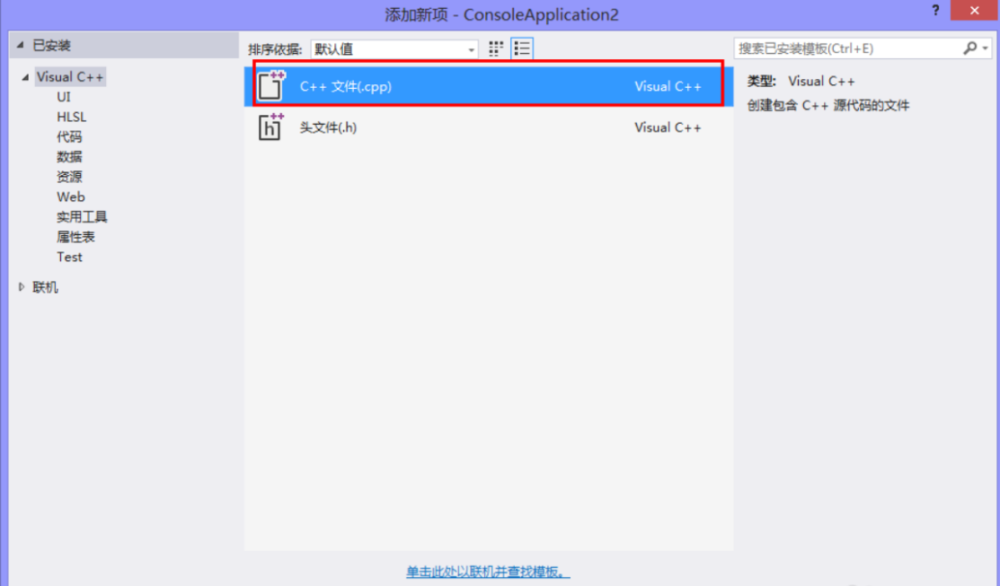 添加新项 - ConsoleApplication2
?
已安装
排序依据: 默认值
搜索已安装模板(Ctrl+E)
Visual C++
UI
HLSL
代码
数据
资源
Web
实用工具
属性表
Test
联机
C++ 文件(.cpp) Visual C++
头文件(.h) Visual C++
类型: Visual C++
创建包含 C++ 源代码的文件
单击此处以联机并查找模板。